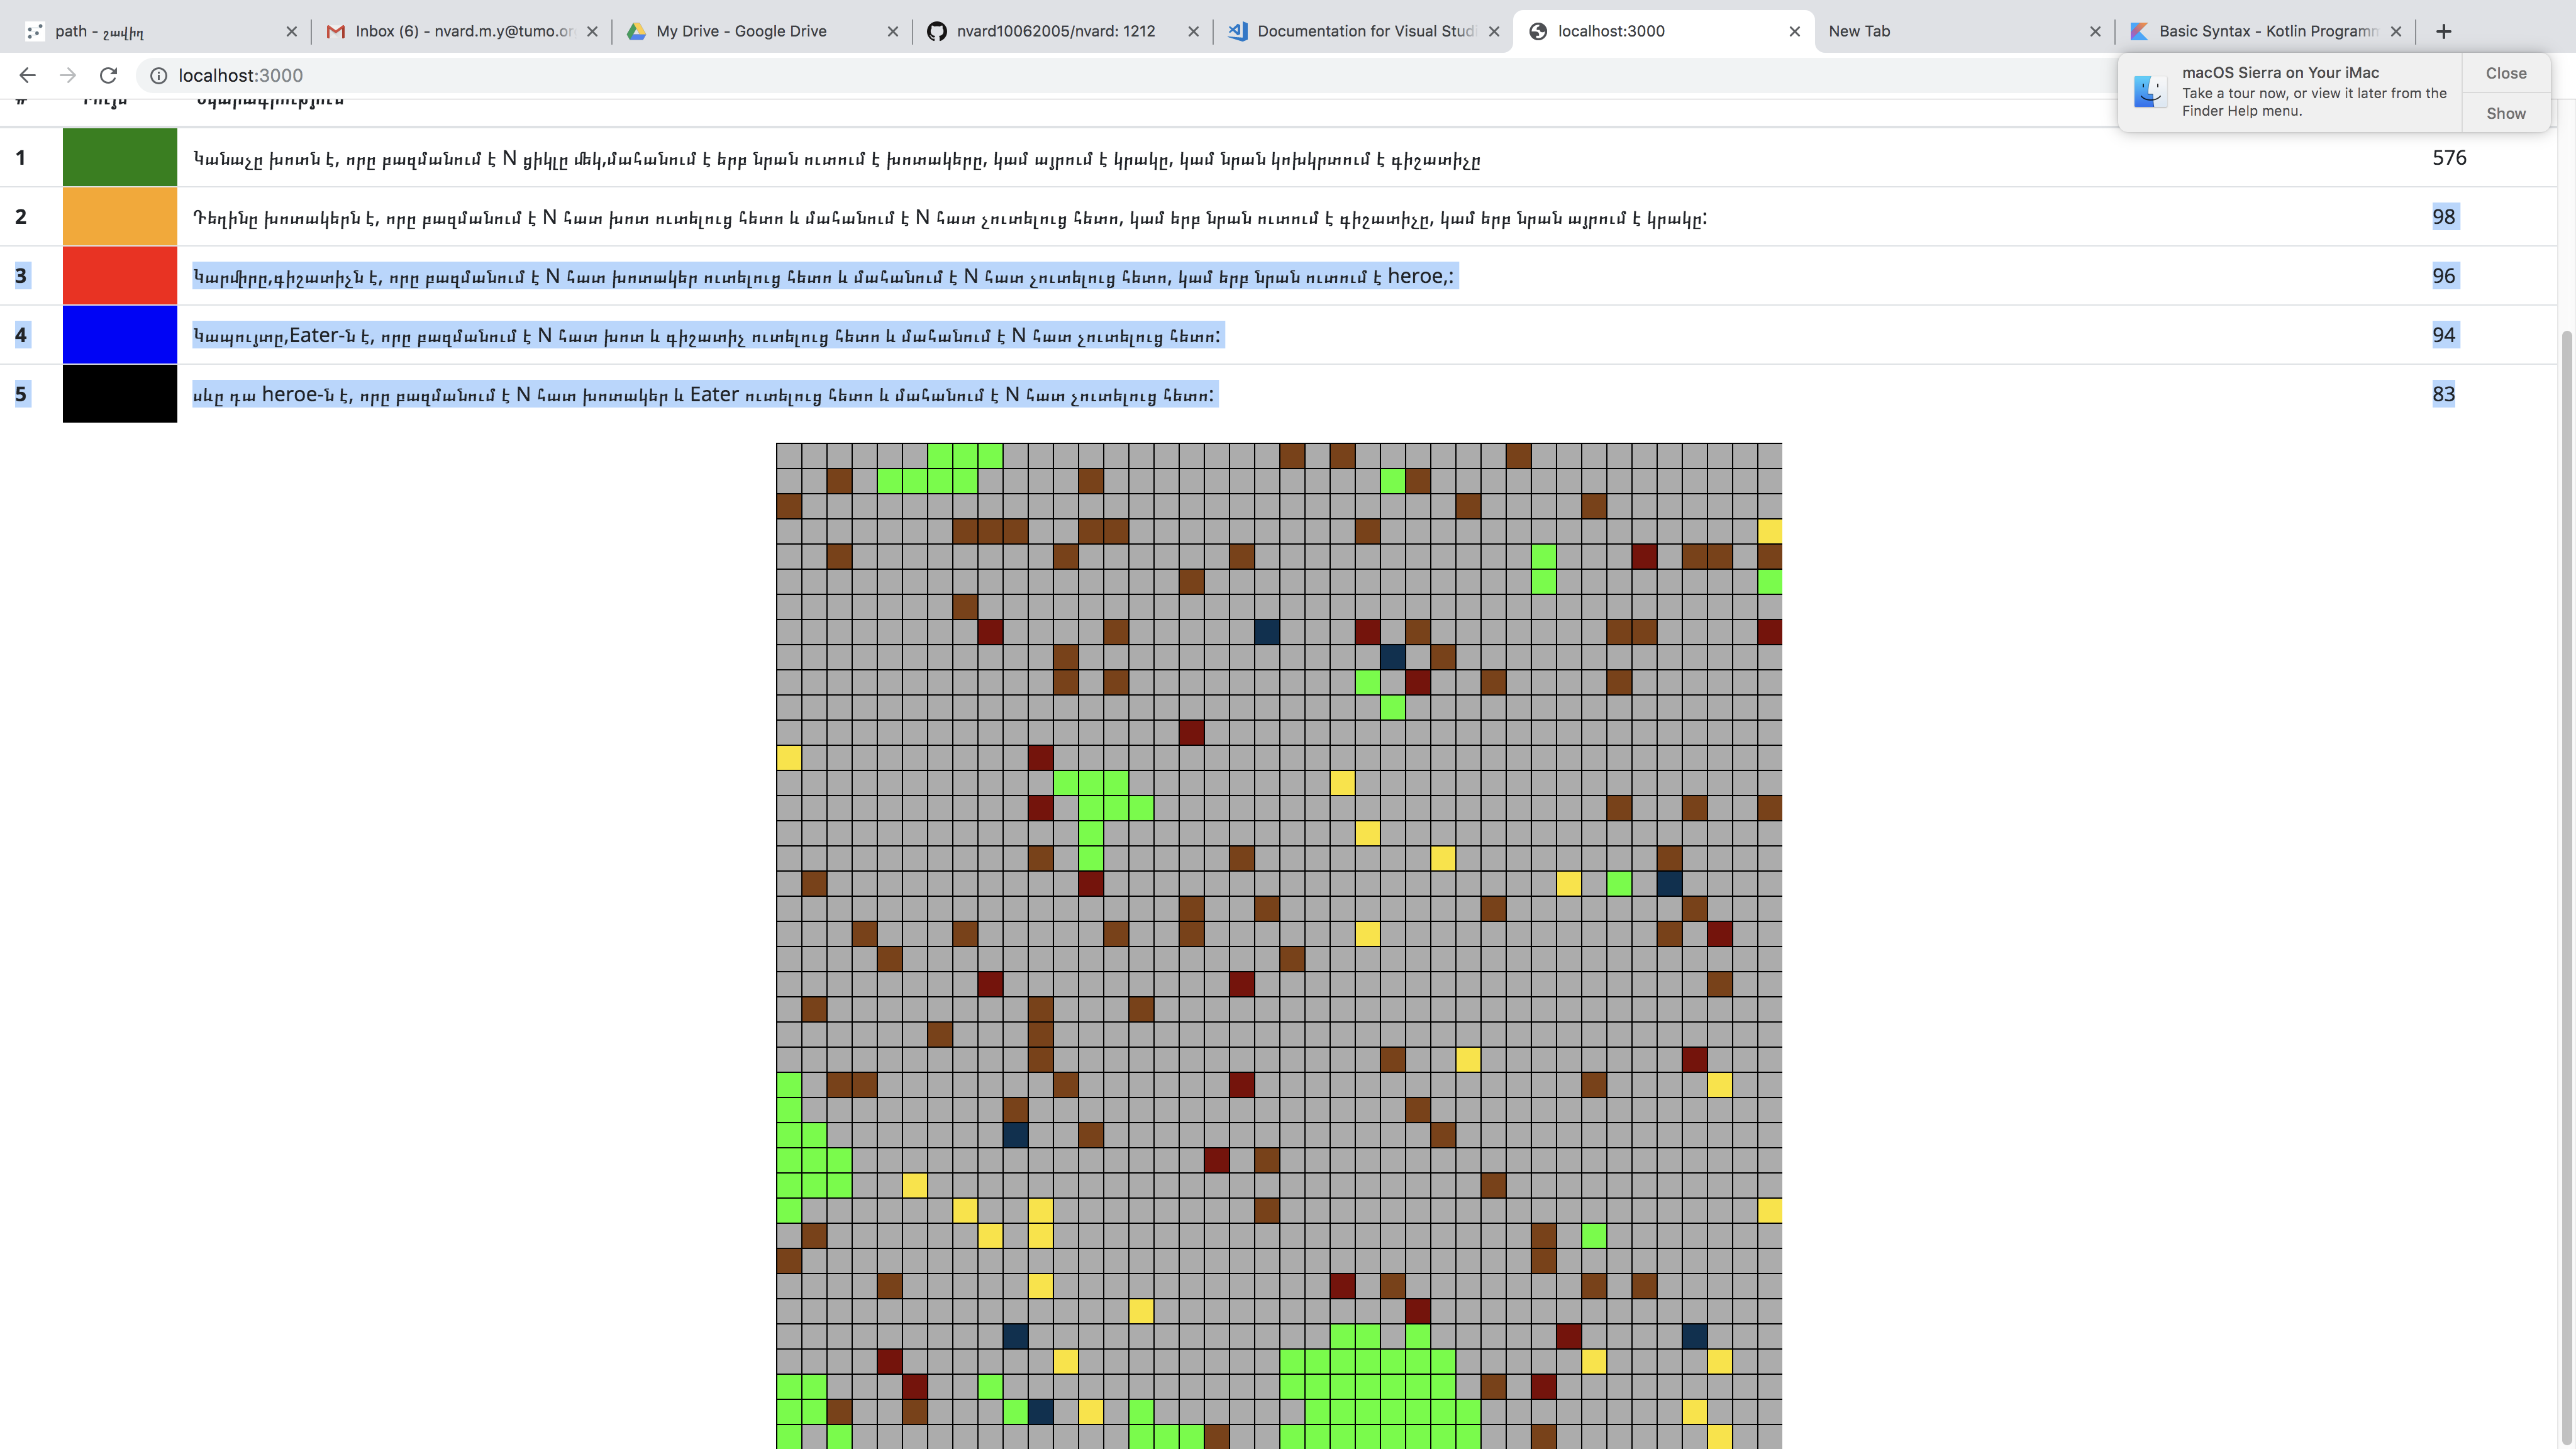 path - շավիղ
Inbox (6) - nvard.m.y@tumo.or
My Drive - Google Drive
nvard10062005/nvard: 1212
Documentation for Visual Studi
localhost:3000
New Tab
Basic Syntax - Kotlin Programm
localhost:3000
macOS Sierra on Your iMac
Take a tour now, or view it later from the
Finder Help menu.
Close
Show
# Գույն Նկարագրություն
1 Կանաչը խոտն է, որը բազմանում է N ցիկլը մեկ,մահանում է երբ նրան ուտում է խոտակերը, կամ այրում է կրակը, կամ նրան կոխկրտում է գիշատիչը 576
2 Դեղինը խոտակերն է, որը բազմանում է N հատ խոտ ուտելուց հետո և մահանում է N հատ չուտելուց հետո, կամ երբ նրան ուտում է գիշատիչը, կամ երբ նրան այրում է կրակը: 98
3 Կարմիրը,գիշատիչն է, որը բազմանում է N հատ խոտակեր ուտելուց հետո և մահանում է N հատ չուտելուց հետո, կամ երբ նրան ուտում է heroe,: 96
4 Կապույտը,Eater-ն է, որը բազմանում է N հատ խոտ և գիշատիչ ուտելուց հետո և մահանում է N հատ չուտելուց հետո: 94
5 սևը դա heroe-ն է, որը բազմանում է N հատ խոտակեր և Eater ուտելուց հետո և մահանում է N հատ չուտելուց հետո: 83